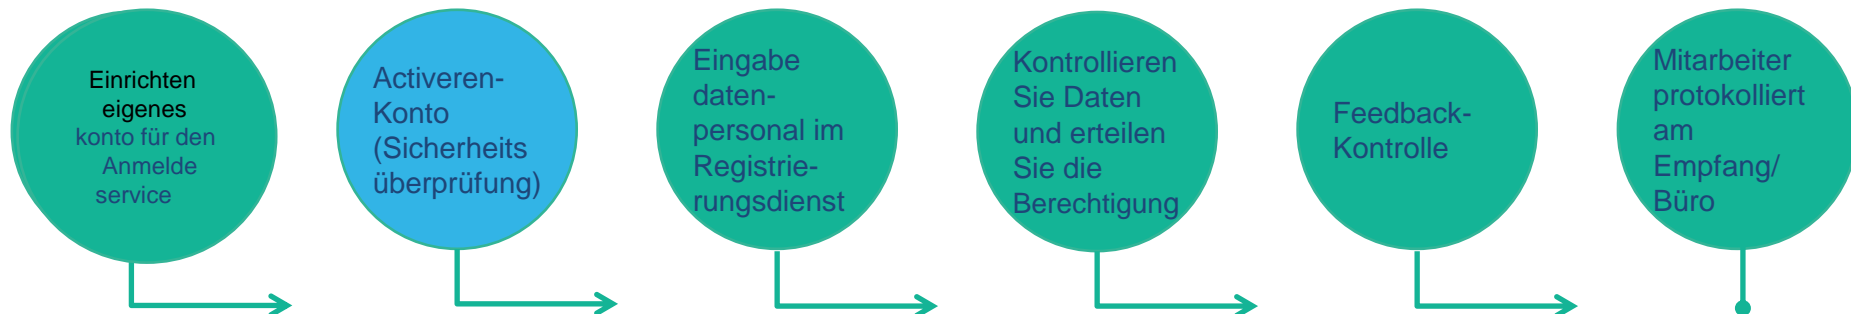 Einrichten
eigenes
konto für den
Anmelde
service
Activeren-
Konto
(Sicherheits
überprüfung)
Eingabe
daten-
personal im
Registrie-
rungsdienst
Kontrollieren
Sie Daten
und erteilen
Sie die
Berechtigung
Feedback-
Kontrolle
Mitarbeiter
protokolliert
am
Empfang/
Büro